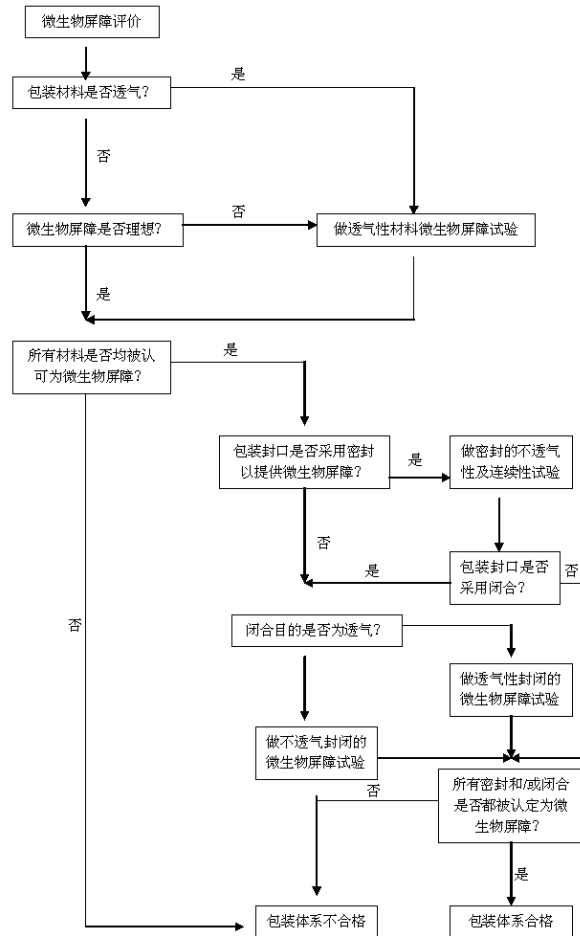 微生物屏障评价
包装材料是否透气？
是
否
微生物屏障是否理想？
否
做透气性材料微生物屏障试验
是
所有材料是否均被认
可为微生物屏障？
是
包装封口是否采用密封
以提供微生物屏障？
是
做密封的不透气
性及连续性试验
否
是
包装封口是否
采用闭合？
否
否
闭合目的是否为透气？
做透气性封闭的
微生物屏障试验
做不透气封闭的
微生物屏障试验
否
所有密封和/或闭合
是否都被认定为微
生物屏障？
是
包装体系不合格
包装体系合格